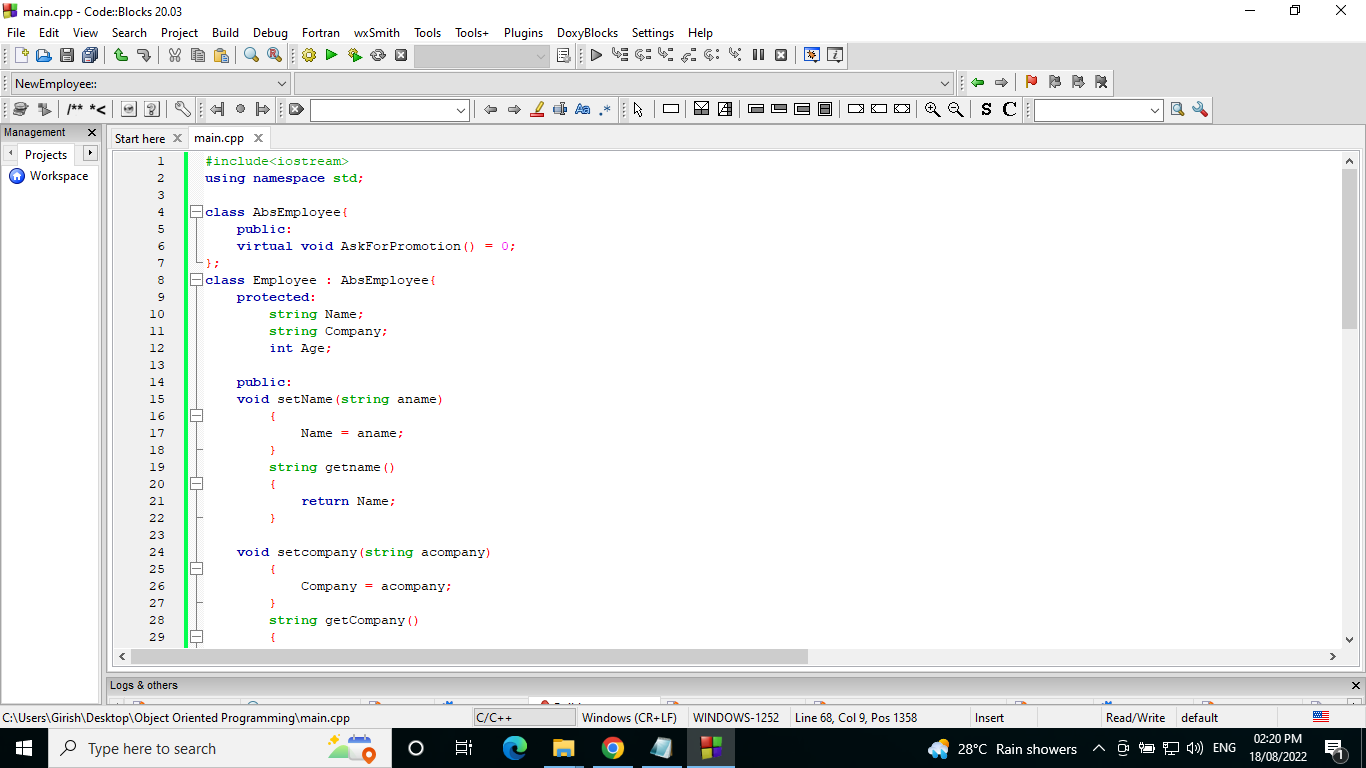 main.cpp - Code::Blocks 20.03
File Edit View Search Project Build Debug Fortran wxSmith Tools Tools+ Plugins DoxyBlocks Settings Help
NewEmployee::
/** *< Aa .* S C
Management
Projects
Workspace
Start here main.cpp
1 #include<iostream>
2 using namespace std;
3
4 class AbsEmployee{
5 public:
6 virtual void AskForPromotion() = 0;
7 };
8 class Employee : AbsEmployee{
9 protected:
10 string Name;
11 string Company;
12 int Age;
13
14 public:
15 void setName(string aname)
16 {
17 Name = aname;
18 }
19 string getname()
20 {
21 return Name;
22 }
23
24 void setcompany(string acompany)
25 {
26 Company = acompany;
27 }
28 string getCompany()
29 {
Logs & others
C:\Users\Girish\Desktop\Object Oriented Programming\main.cpp C/C++ Windows (CR+LF) WINDOWS-1252 Line 68, Col 9, Pos 1358 Insert Read/Write default
Type here to search 28°C Rain showers ENG 02:20 PM
18/08/2022 1